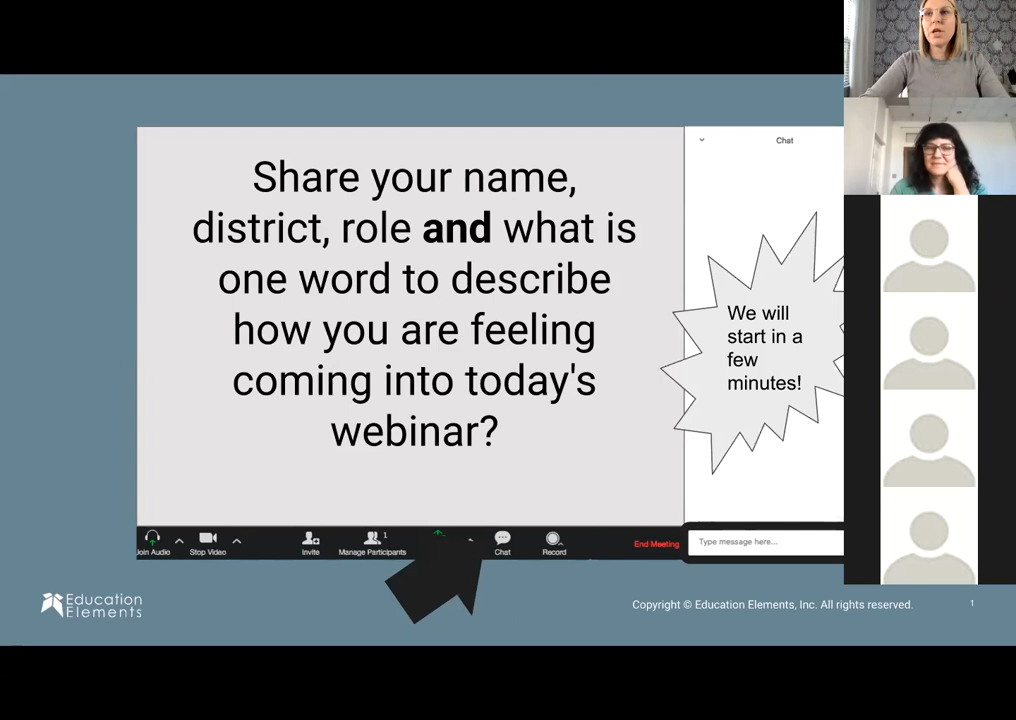 Share your name,
district, role and what is
one word to describe
how you are feeling
coming into today's
webinar?
Chat
We will
start in a
few
minutes!
Join Audio
Stop Video
Invite
1
Manage Participants
Chat
Record
End Meeting
Type message here...
Education
Elements
Copyright © Education Elements, Inc. All rights reserved.
1